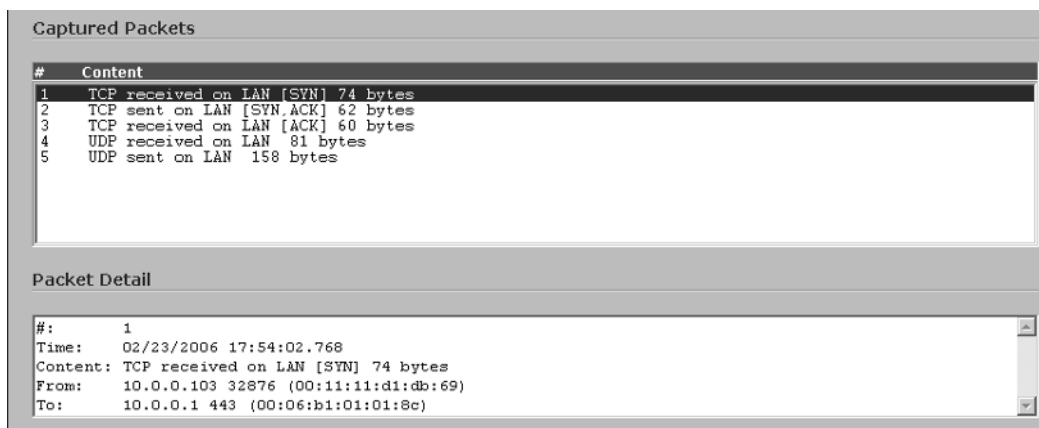 Captured Packets
# Content
1 TCP received on LAN [SYN] 74 bytes
2 TCP sent on LAN [SYN,ACK] 62 bytes
3 TCP received on LAN [ACK] 60 bytes
4 UDP received on LAN 81 bytes
5 UDP sent on LAN 158 bytes
Packet Detail
#: 1
Time: 02/23/2006 17:54:02.768
Content: TCP received on LAN [SYN] 74 bytes
From: 10.0.0.103 32876 (00:11:11:d1:db:69)
To: 10.0.0.1 443 (00:06:b1:01:01:8c)